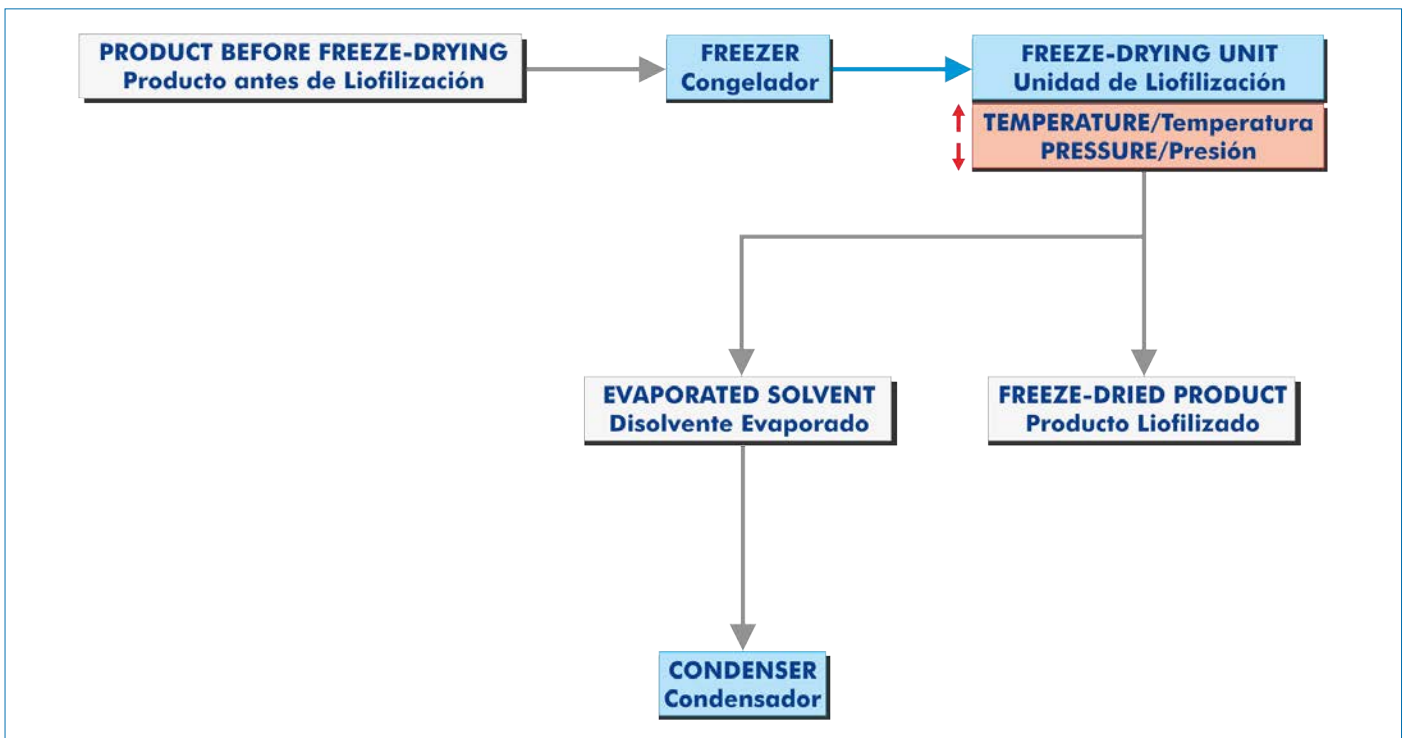 PRODUCT BEFORE FREEZE-DRYING
Producto antes de Liofilización
FREEZER
Congelador
FREEZE-DRYING UNIT
Unidad de Liofilización
TEMPERATURE/Temperatura
PRESSURE/Presión
EVAPORATED SOLVENT
Disolvente Evaporado
FREEZE-DRIED PRODUCT
Producto Liofilizado
CONDENSER
Condensador